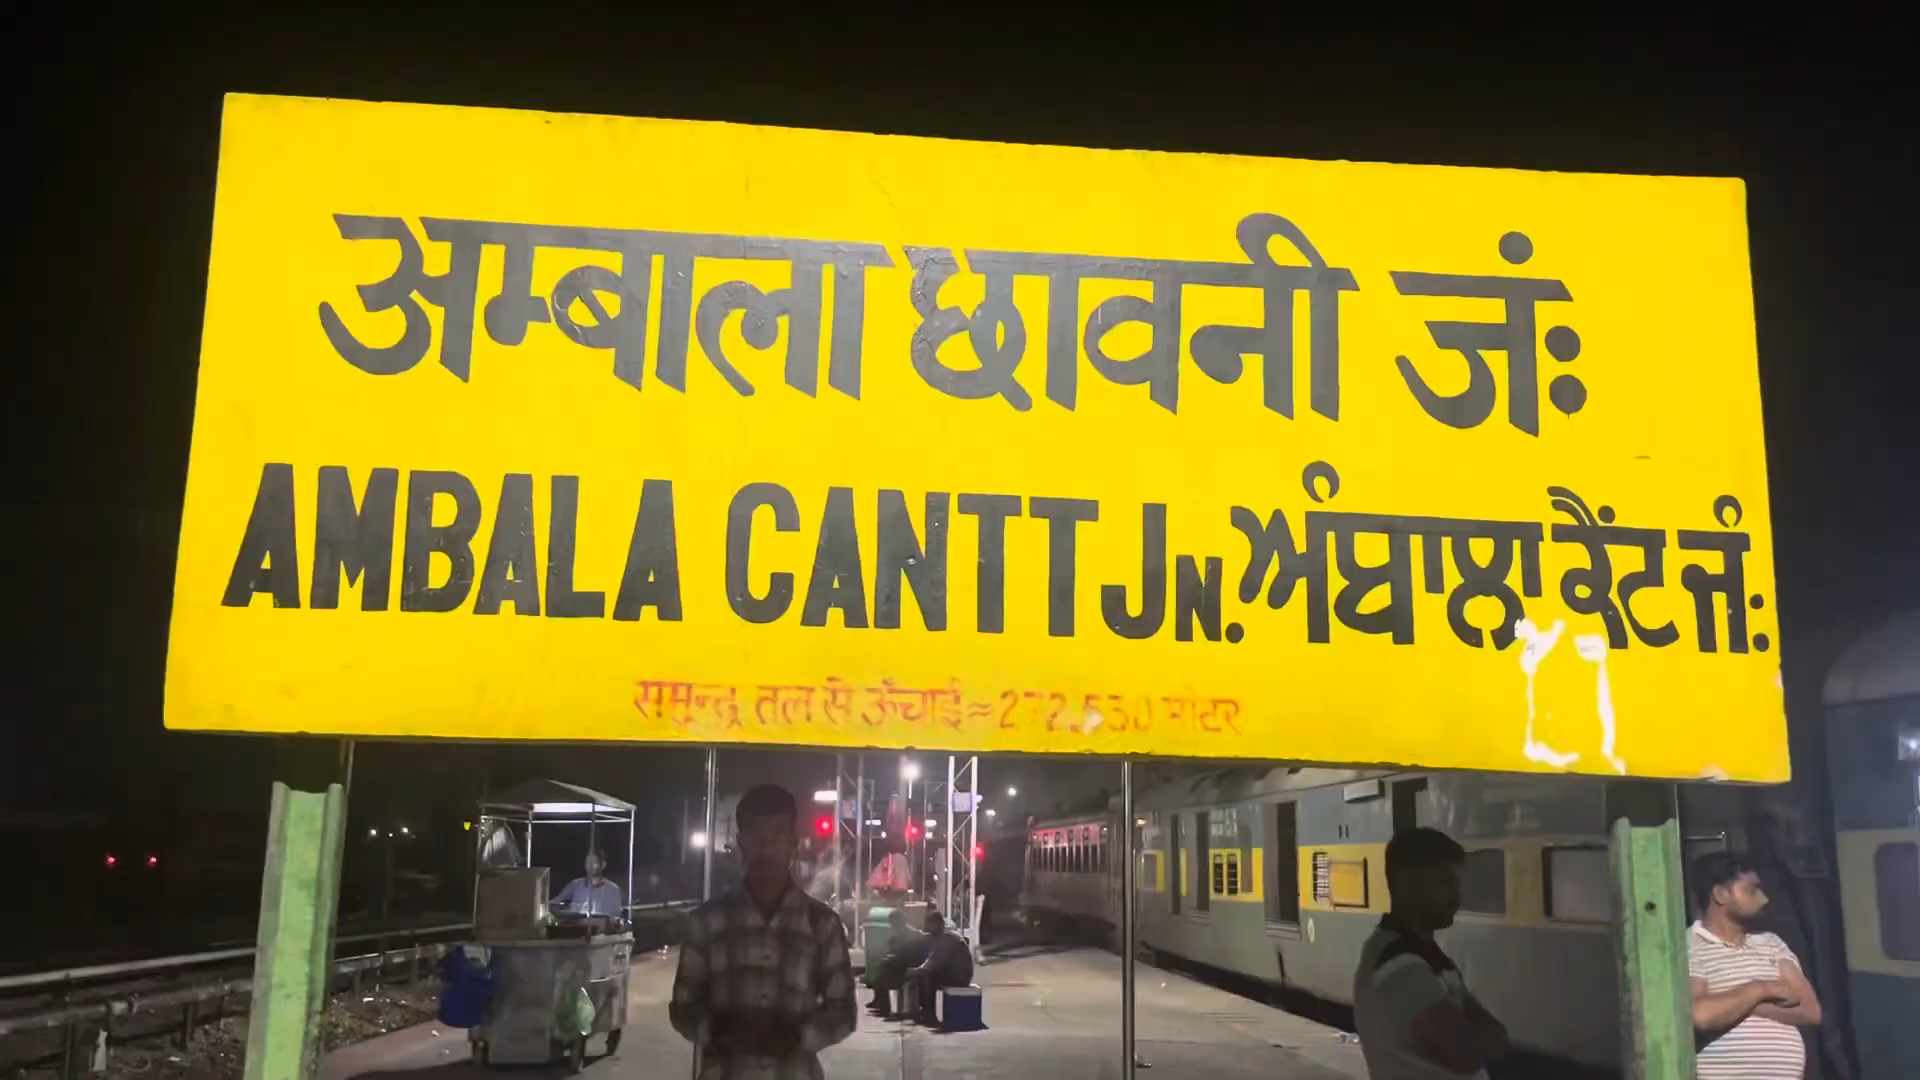 अम्बाला छावनी जं:
AMBALA CANTT JN. ਅੰਬਾਲਾ ਕੈਂਟ ਜੰ:
समुन्द्र तल से ऊँचाई = 272.530 मीटर